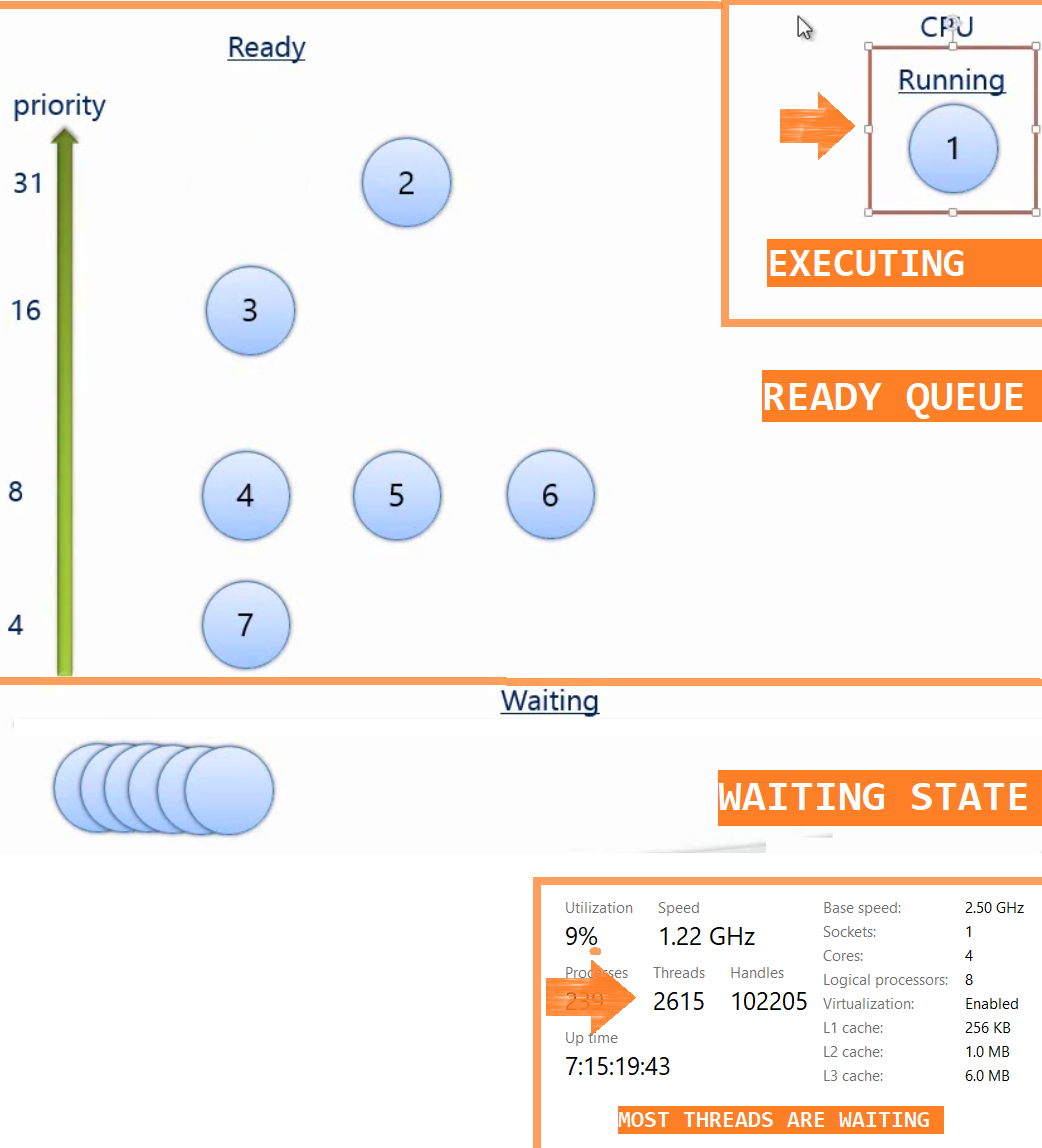 Ready
priority
31
2
16
3
8
4
5
6
4
7
CPU
Running
1
EXECUTING
READY QUEUE
Waiting
WAITING STATE
Utilization Speed
9% 1.22 GHz
Processes Threads Handles
239 2615 102205
Up time
7:15:19:43
Base speed: 2.50 GHz
Sockets: 1
Cores: 4
Logical processors: 8
Virtualization: Enabled
L1 cache: 256 KB
L2 cache: 1.0 MB
L3 cache: 6.0 MB
MOST THREADS ARE WAITING